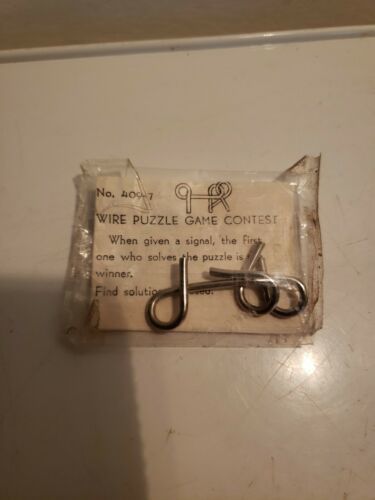 No. 409-7
WIRE PUZZLE GAME CONTEST
When given a signal, the first
one who solves the puzzle is
winner.
Find solution